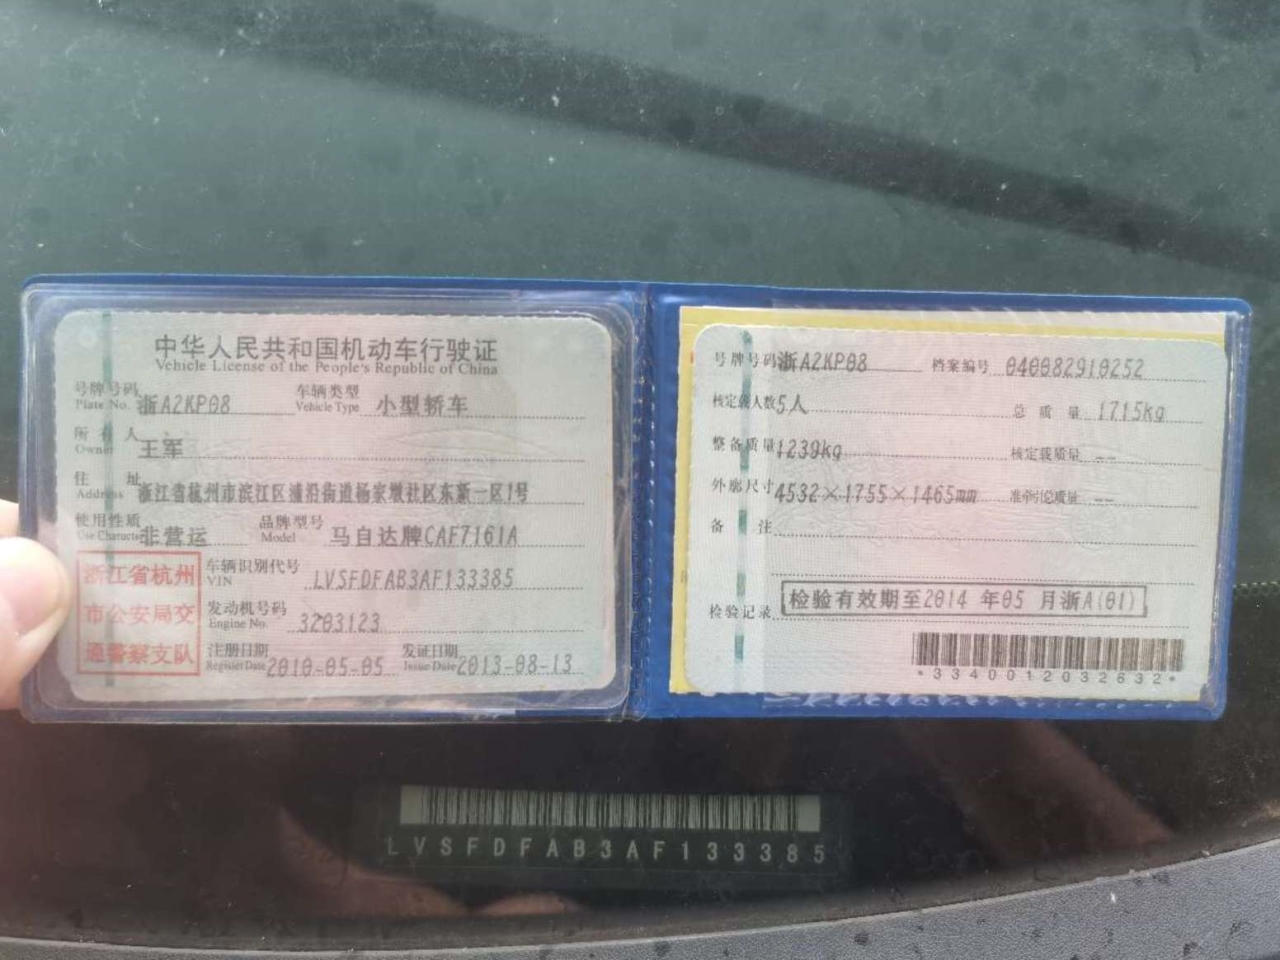 中华人民共和国机动车行驶证
Vehicle License of the People's Republic of China
号牌号码 浙A2KP08 车辆类型 小型轿车
Plate No. Vehicle Type
所有人 王军
Owner
住址 浙江省杭州市滨江区浦沿街道杨家墩社区东新一区1号
Address
使用性质 非营运 品牌型号 马自达牌CAF7161A
Use Character Model
浙江省杭州
市公安局交
通警察支队
车辆识别代号 LVSFDFAB3AF133385
VIN
发动机号码 3203123
Engine No.
注册日期 2010-05-05 发证日期 2013-08-13
Register Date Issue Date
号牌号码 浙A2KP08 档案编号 040082910252
核定载人数 5人 总质量 1715kg
整备质量 1239kg 核定载质量 --
外廓尺寸 4532×1755×1465mm 准牵引总质量 --
备注
检验记录 检验有效期至2014 年05 月浙A(01)
*3340012032632*
LVSFDFAB3AF133385